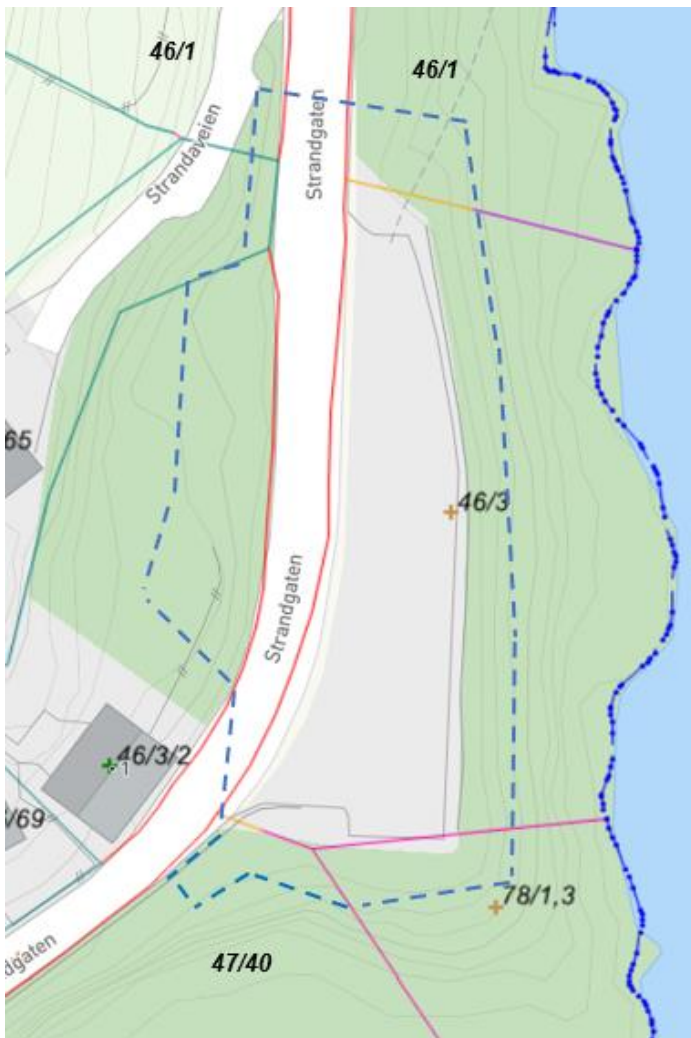 46/1
46/1
Strandaveien
Strandgaten
65
46/3
Strandgaten
46/3/2
1
/69
78/1,3
dgaten
47/40